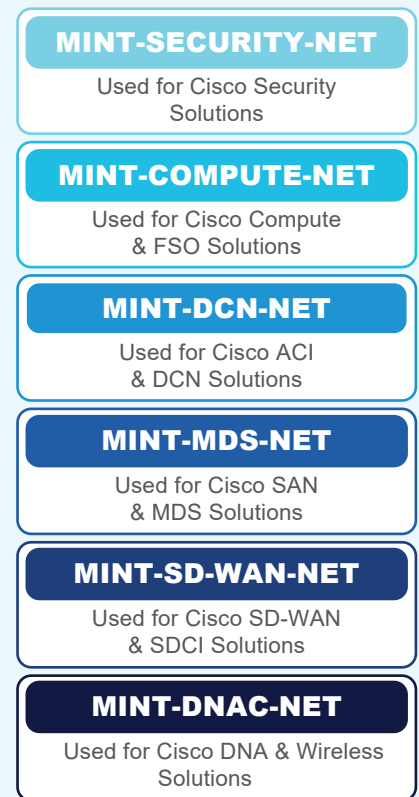 MINT-SECURITY-NET
Used for Cisco Security
Solutions
MINT-COMPUTE-NET
Used for Cisco Compute
& FSO Solutions
MINT-DCN-NET
Used for Cisco ACI
& DCN Solutions
MINT-MDS-NET
Used for Cisco SAN
& MDS Solutions
MINT-SD-WAN-NET
Used for Cisco SD-WAN
& SDCI Solutions
MINT-DNAC-NET
Used for Cisco DNA & Wireless
Solutions